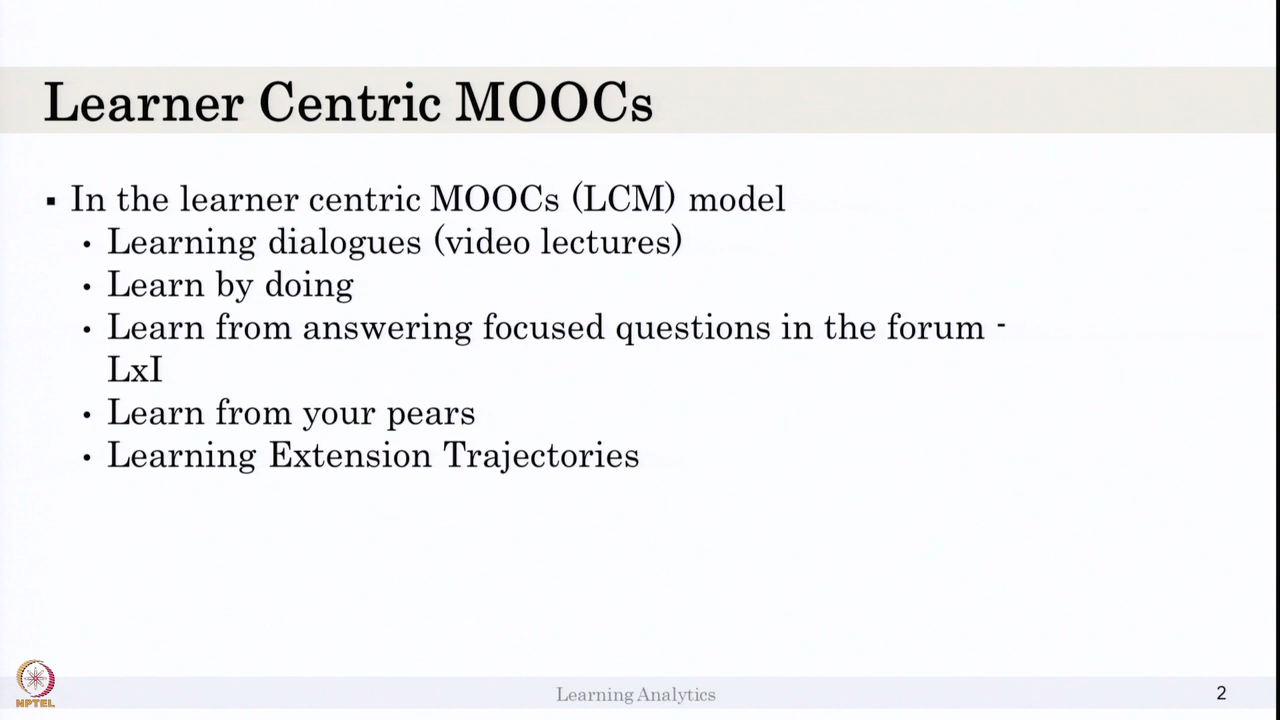 Learner Centric MOOCs
▪ In the learner centric MOOCs (LCM) model
• Learning dialogues (video lectures)
• Learn by doing
• Learn from answering focused questions in the forum -
LxI
• Learn from your pears
• Learning Extension Trajectories
NPTEL
Learning Analytics
2